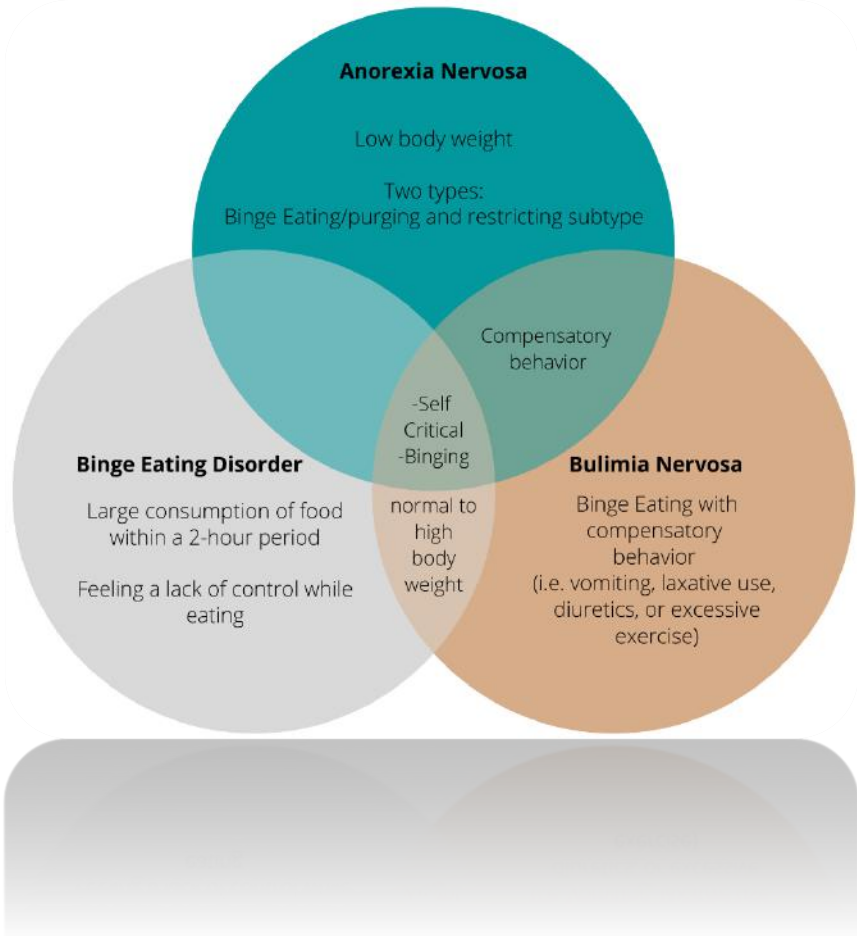 Anorexia Nervosa
Low body weight
Two types:
Binge Eating/purging and restricting subtype
Compensatory
behavior
-Self
Critical
-Binging
Binge Eating Disorder
Large consumption of food
within a 2-hour period
Feeling a lack of control while
eating
normal to
high
body
weight
Bulimia Nervosa
Binge Eating with
compensatory
behavior
(i.e. vomiting, laxative use,
diuretics, or excessive
exercise)